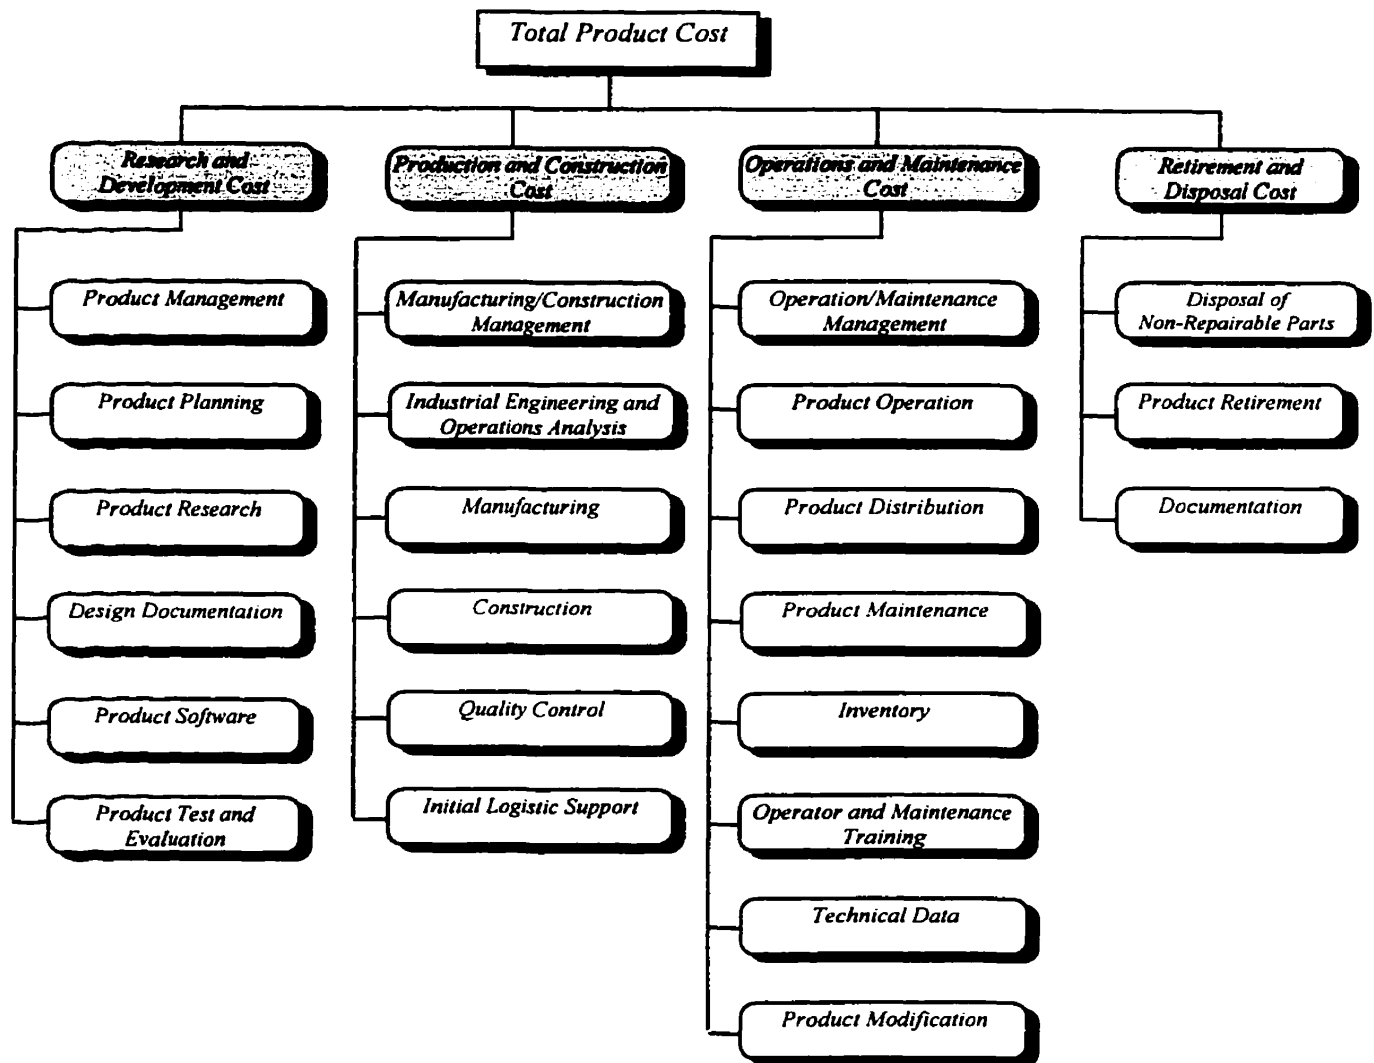 Total Product Cost
Research and
Development Cost
Production and Construction
Cost
Operations and Maintenance
Cost
Retirement and
Disposal Cost
Product Management
Product Planning
Product Research
Design Documentation
Product Software
Product Test and
Evaluation
Manufacturing/Construction
Management
Industrial Engineering and
Operations Analysis
Manufacturing
Construction
Quality Control
Initial Logistic Support
Operation/Maintenance
Management
Product Operation
Product Distribution
Product Maintenance
Inventory
Operator and Maintenance
Training
Technical Data
Product Modification
Disposal of
Non-Repairable Parts
Product Retirement
Documentation